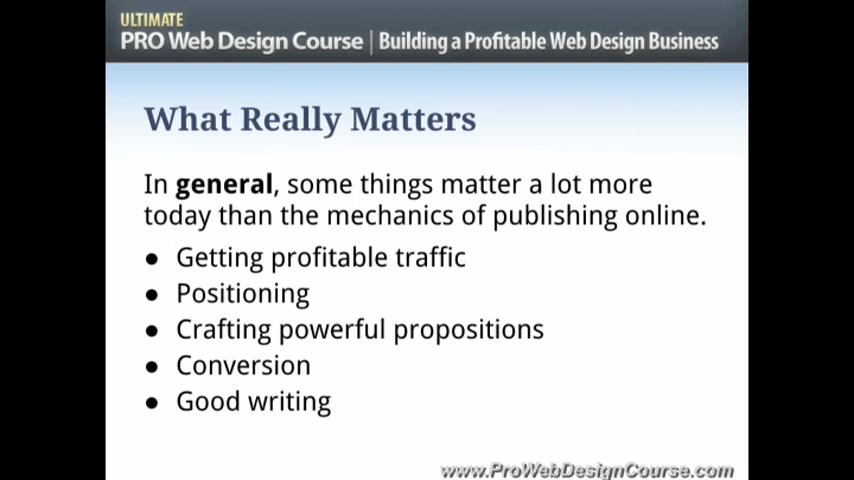 ULTIMATE
PRO Web Design Course | Building a Profitable Web Design Business
What Really Matters
In general, some things matter a lot more
today than the mechanics of publishing online.
● Getting profitable traffic
● Positioning
● Crafting powerful propositions
● Conversion
● Good writing
www.ProWebDesignCourse.com